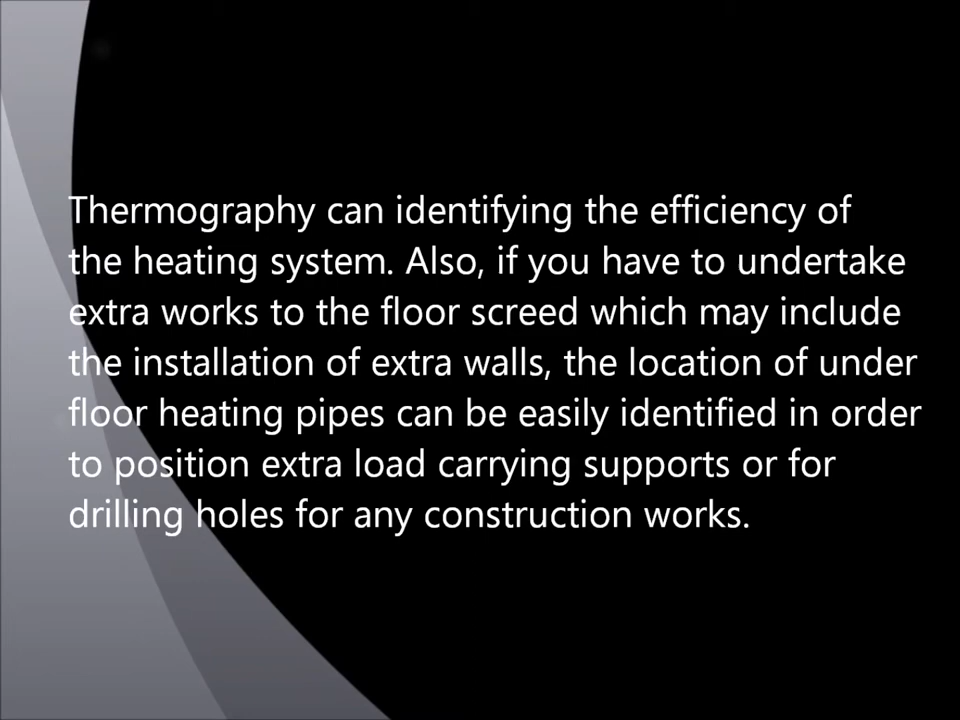 Thermography can identifying the efficiency of
the heating system. Also, if you have to undertake
extra works to the floor screed which may include
the installation of extra walls, the location of under
floor heating pipes can be easily identified in order
to position extra load carrying supports or for
drilling holes for any construction works.